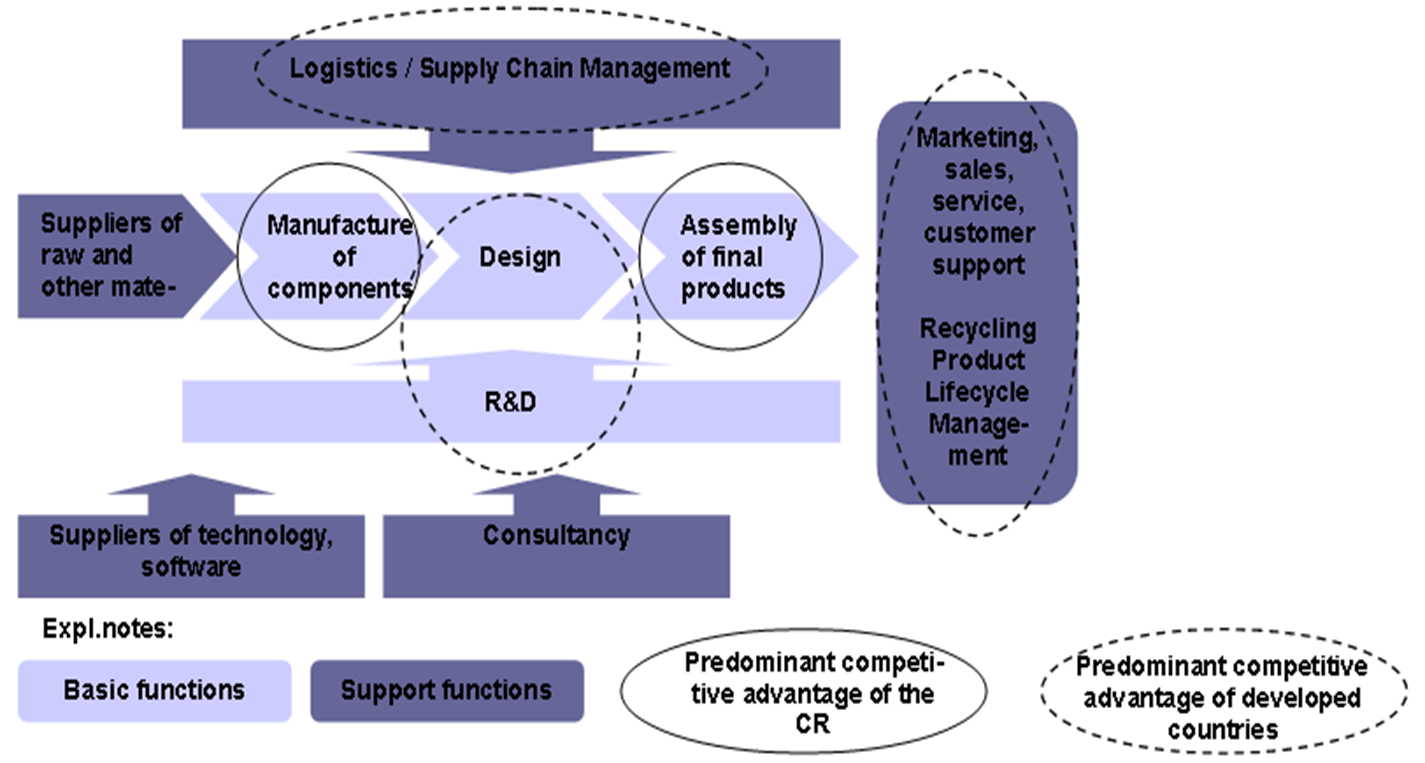 Logistics / Supply Chain Management
Suppliers of
raw and
other mate-
Manufacture
of
components
Design
Assembly
of final
products
Marketing,
sales,
service,
customer
support
Recycling
Product
Lifecycle
Manage-
ment
R&D
Suppliers of technology,
software
Consultancy
Expl.notes:
Basic functions
Support functions
Predominant competi-
tive advantage of the
CR
Predominant competitive
advantage of developed
countries